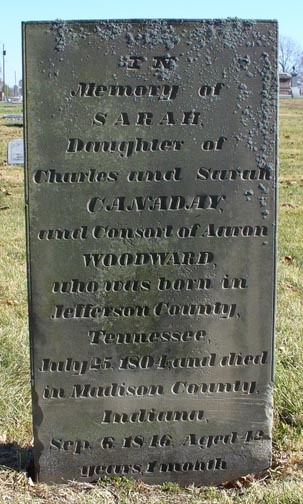 IN
Memory of
SARAH,
Daughter of
Charles and Sarah
CANADAY,
and Consort of Aaron
WOODWARD,
who was born in
Jefferson County,
Tennessee,
July 25, 1804, and died
in Madison County,
Indiana,
Sep. 6, 1846. Aged 42
years, 1 month